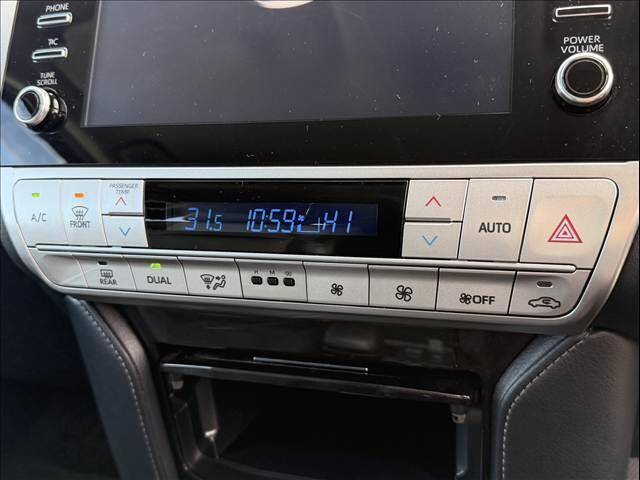 PHONE
T/C
TUNE
SCROLL
POWER
VOLUME
PASSENGER
TEMP
A/C
FRONT
31.5 10:59 HI
AUTO
REAR
DUAL
H M
OFF